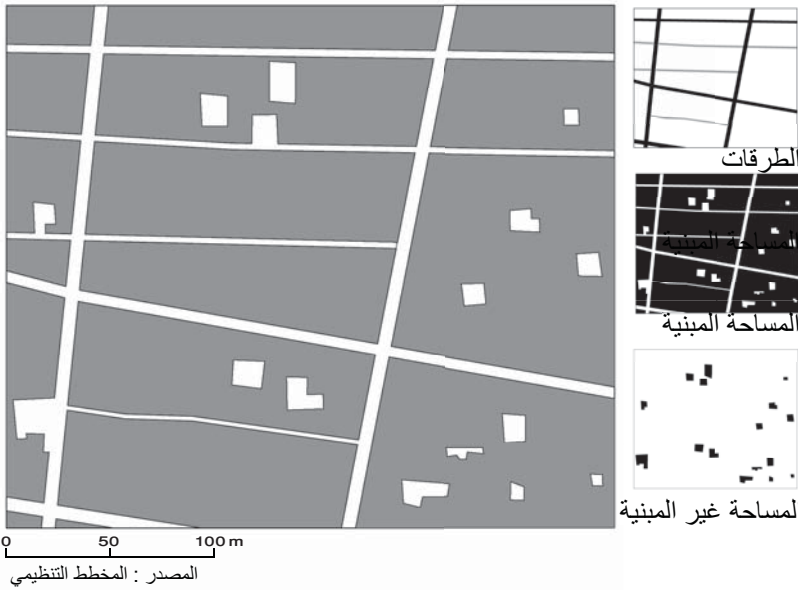 الطرقات
المساحة المبنية
المساحة المبنية
لمساحة غير المبنية
0 50 100 m
المصدر : المخطط التنظيمي